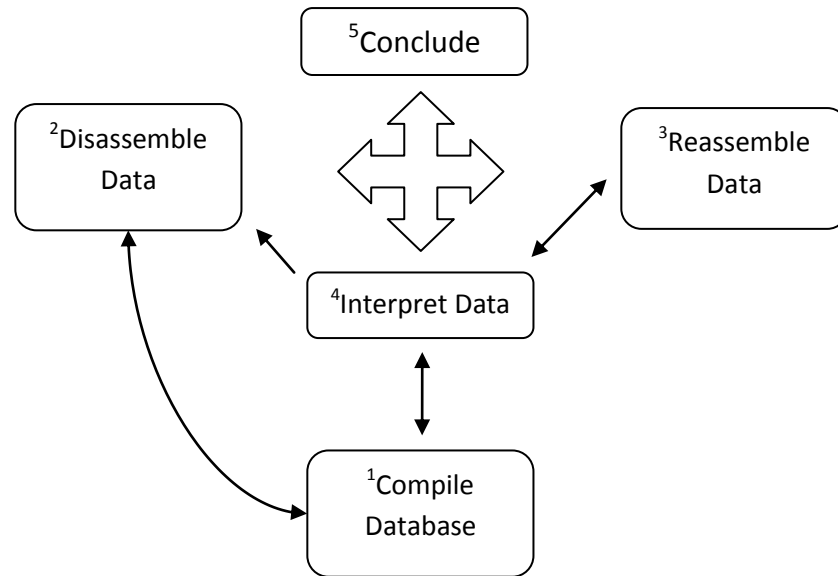 ⁵Conclude
²Disassemble
Data
³Reassemble
Data
⁴Interpret Data
¹Compile
Database